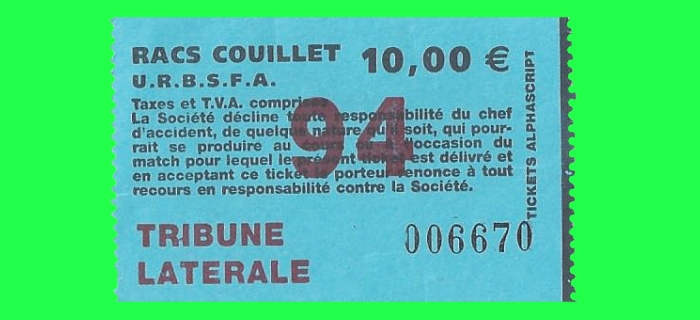 RACS COUILLET 10,00 €
U.R.B.S.F.A.
94
Taxes et T.V.A. comprises
La Société décline toute responsabilité du chef
d'accident, de quelque nature qu'il soit, qui pour-
rait se produire au cours ou à l'occasion du
match pour lequel le présent ticket est délivré et
en acceptant ce ticket le porteur renonce à tout
recours en responsabilité contre la Société.
TICKETS ALPHASCRIPT
TRIBUNE
LATERALE
006670